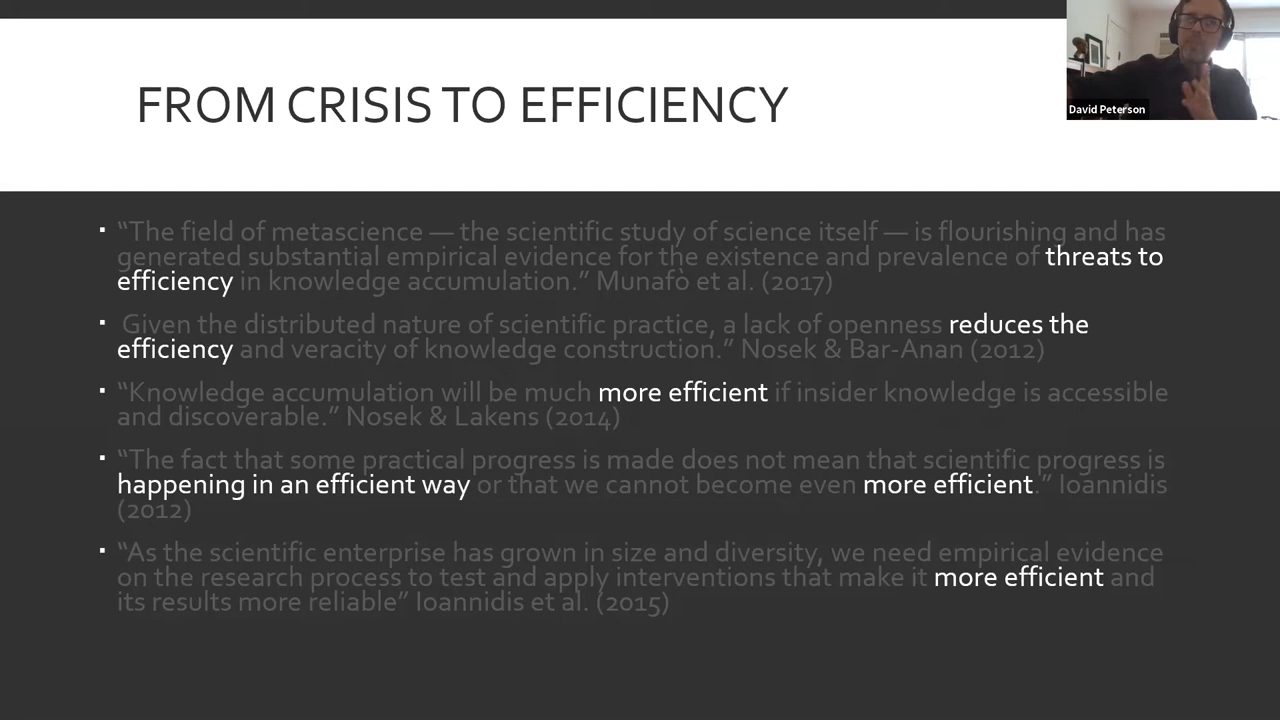 FROM CRISIS TO EFFICIENCY
David Peterson
▪ “The field of metascience — the scientific study of science itself — is flourishing and has
generated substantial empirical evidence for the existence and prevalence of threats to
efficiency in knowledge accumulation.” Munafò et al. (2017)
▪ Given the distributed nature of scientific practice, a lack of openness reduces the
efficiency and veracity of knowledge construction.” Nosek & Bar-Anan (2012)
▪ “Knowledge accumulation will be much more efficient if insider knowledge is accessible
and discoverable.” Nosek & Lakens (2014)
▪ “The fact that some practical progress is made does not mean that scientific progress is
happening in an efficient way or that we cannot become even more efficient.” Ioannidis
(2012)
▪ “As the scientific enterprise has grown in size and diversity, we need empirical evidence
on the research process to test and apply interventions that make it more efficient and
its results more reliable” Ioannidis et al. (2015)